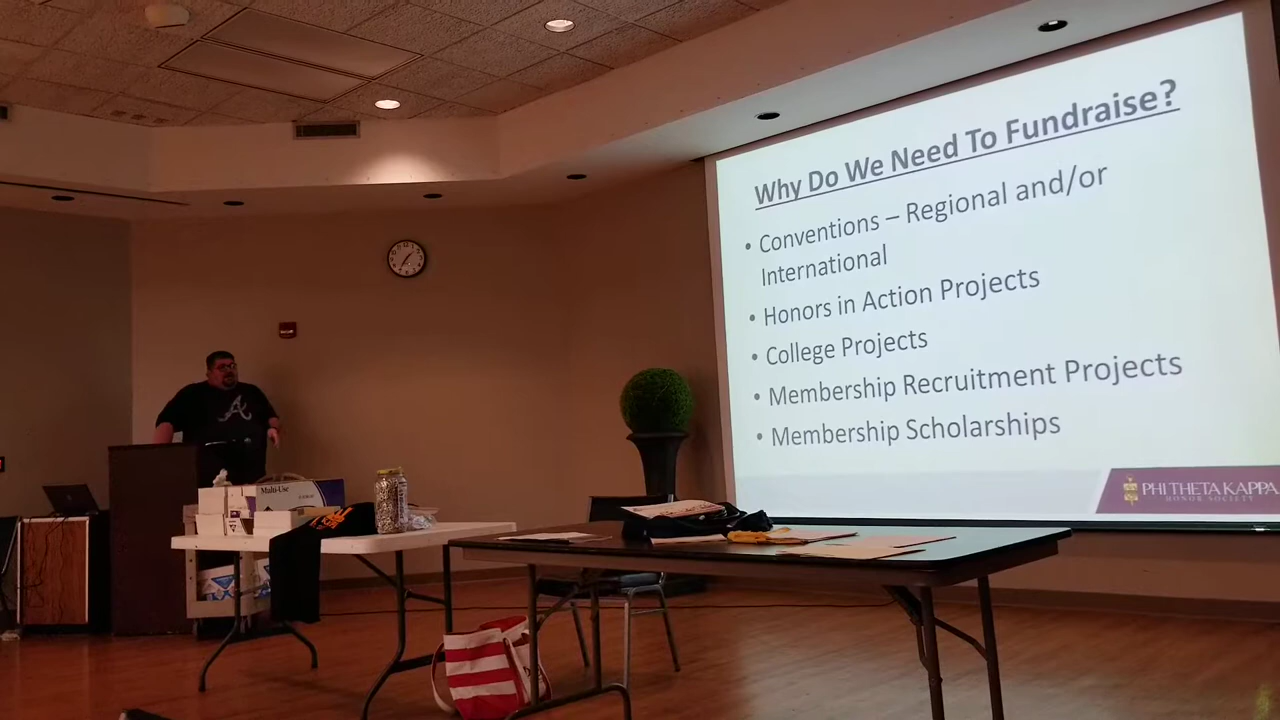 Why Do We Need To Fundraise?
• Conventions – Regional and/or
International
• Honors in Action Projects
• College Projects
• Membership Recruitment Projects
• Membership Scholarships
PHI THETA KAPPA
HONOR SOCIETY
A
Multi-Use